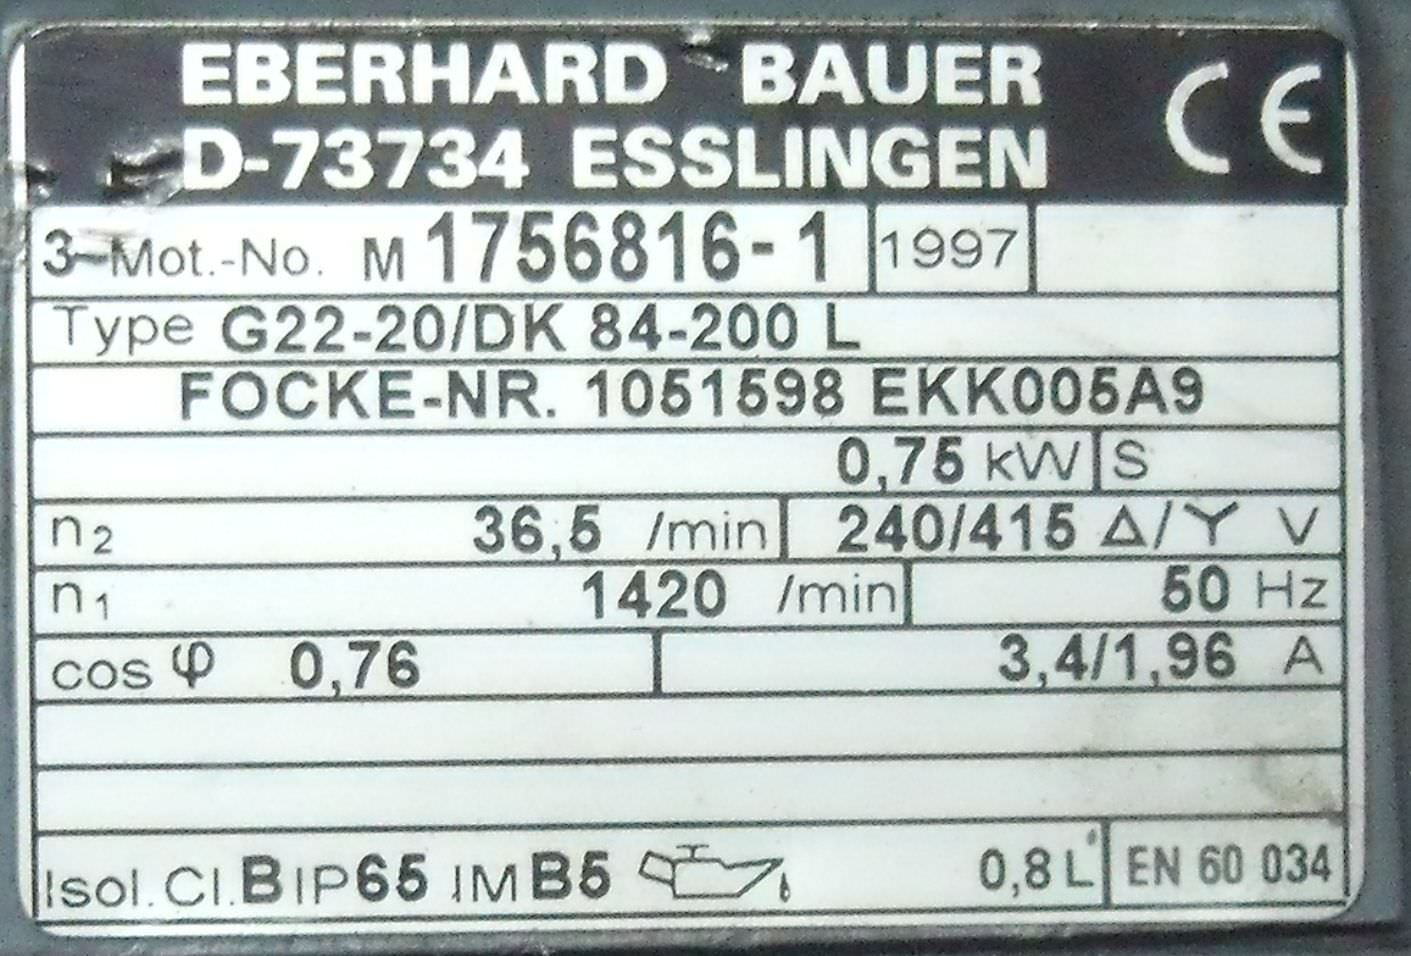 EBERHARD BAUER
D-73734 ESSLINGEN
CE
3~Mot.-No. M 1756816-1 1997
Type G22-20/DK 84-200 L
FOCKE-NR. 1051598 EKK005A9
0,75 kW S
n2 36,5 /min 240/415 Δ/Y V
n1 1420 /min 50 Hz
cos φ 0,76 3,4/1,96 A
Isol. Cl. B IP65 IM B5 0,8 L EN 60 034